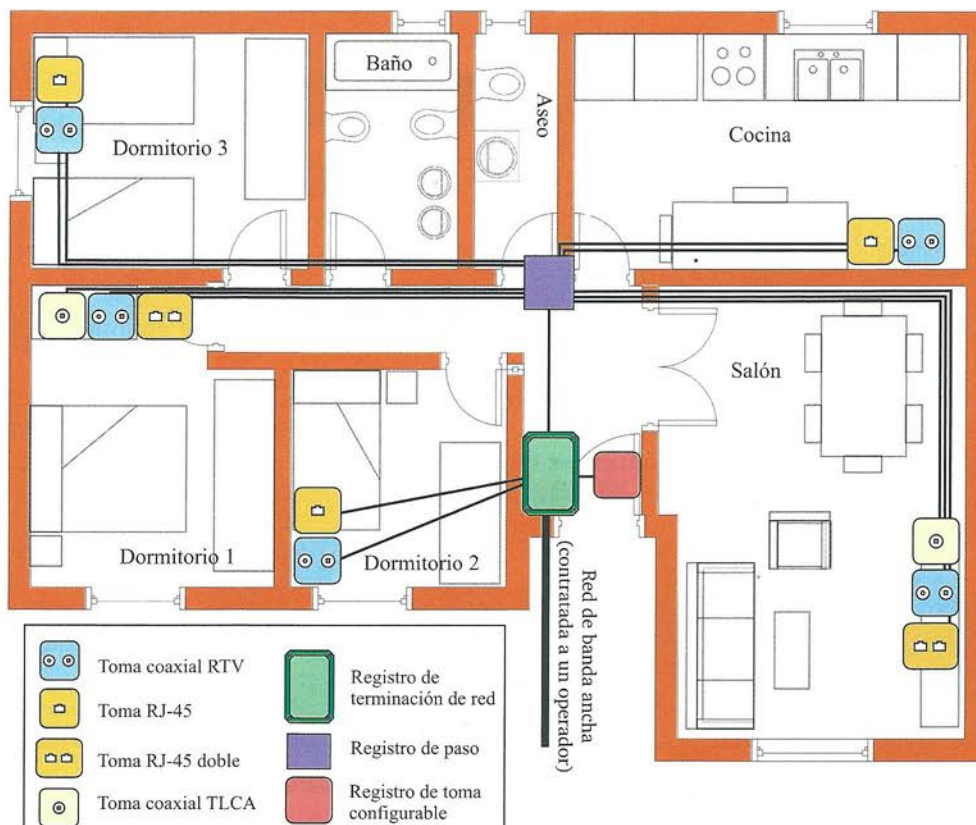 Baño
Aseo
Cocina
Dormitorio 3
Salón
Dormitorio 1
Dormitorio 2
Red de banda ancha
(contratada a un operador)
Toma coaxial RTV
Toma RJ-45
Toma RJ-45 doble
Toma coaxial TLCA
Registro de
terminación de red
Registro de paso
Registro de toma
configurable